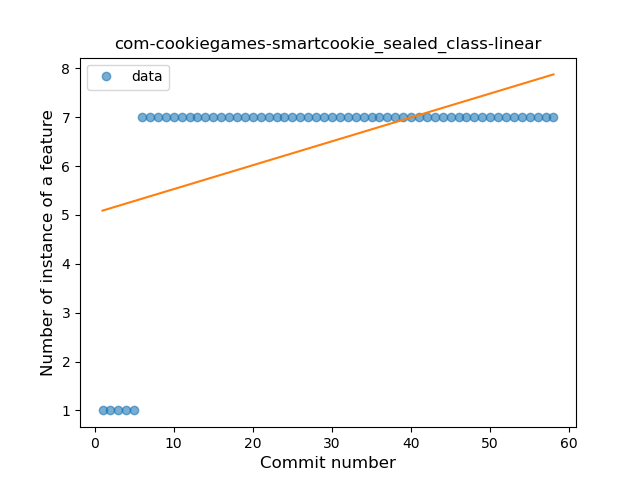 com-cookiegames-smartcookie_sealed_class-linear
data
Number of instance of a feature
8
7
6
5
4
3
2
1
0 10 20 30 40 50 60
Commit number